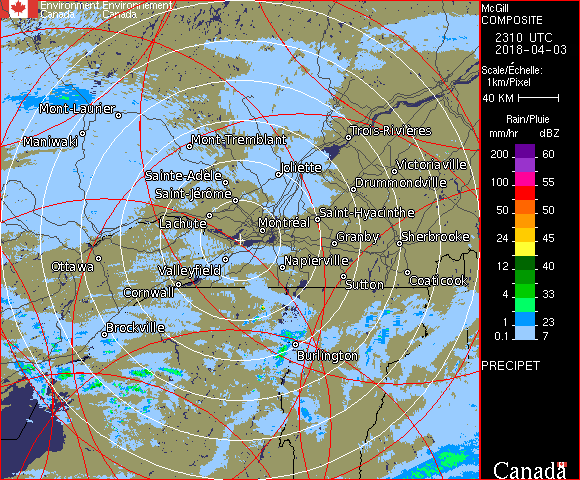 Environment Environnement
Canada Canada
McGill
COMPOSITE
2310 UTC
2018-04-03
Scale/Échelle:
1km/Pixel
40 KM
Rain/Pluie
mm/hr dBZ
200 60
150 57
100 55
50 50
24 45
12 40
4 33
1 23
0.1 7
PRECIPET
Canada
Mont-Laurier
Maniwaki
Mont-Tremblant
Trois-Rivières
Joliette
Victoriaville
Sainte-Adèle
Drummondville
Saint-Jérôme
Lachute
Saint-Hyacinthe
Montréal
Granby
Sherbrooke
Ottawa
Valleyfield
Napierville
Sutton
Coaticook
Cornwall
Brockville
Burlington